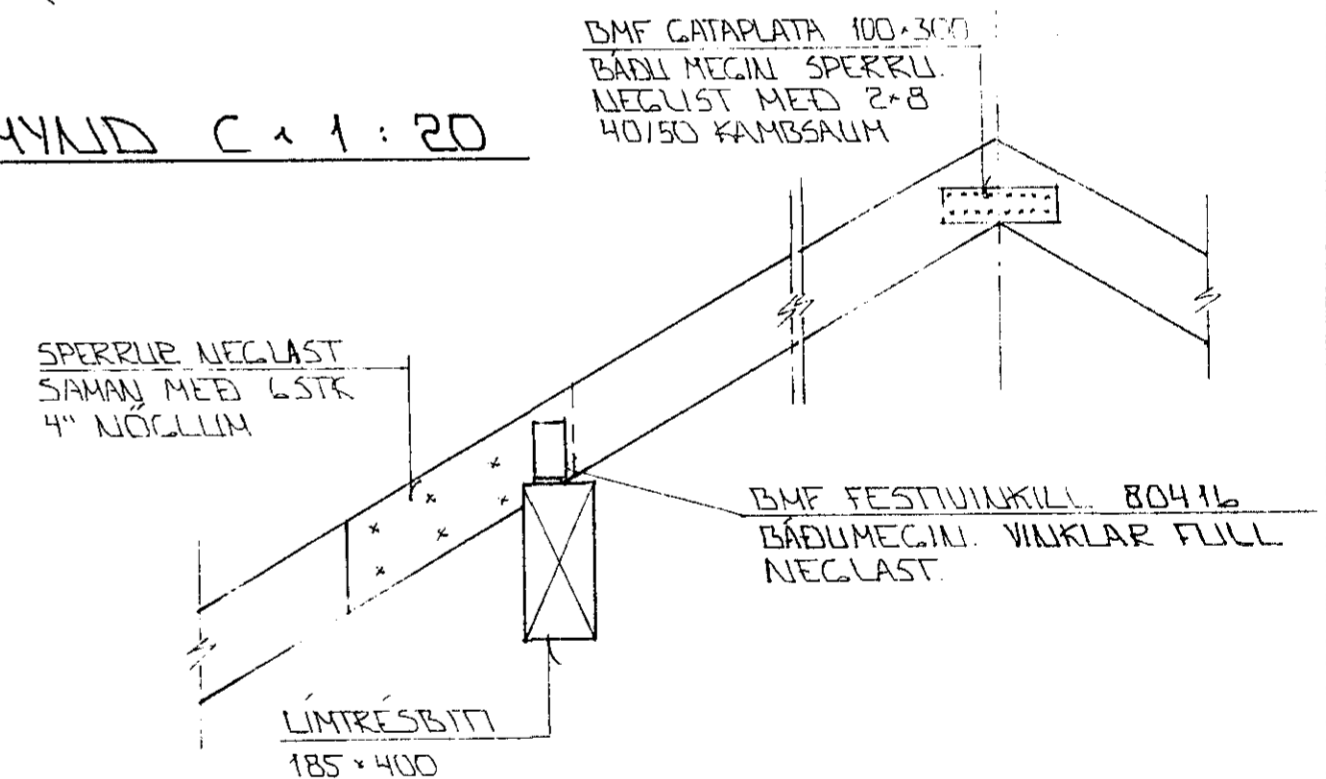 BMF GATAPLATA 100×300
BÁÐU MEGIN SPERRU.
NEGLIST MEÐ 2×8
40/50 KAMBSAUM
MYND C × 1 : 20
SPERRUR NEGLAST
SAMAN MEÐ 6STK
4" NÖGLUM
BMF FESTIVINKILL 80416
BÁÐUMEGIN. VINKLAR FULL
NEGLAST.
LÍMTRÉSBITI
185 × 400